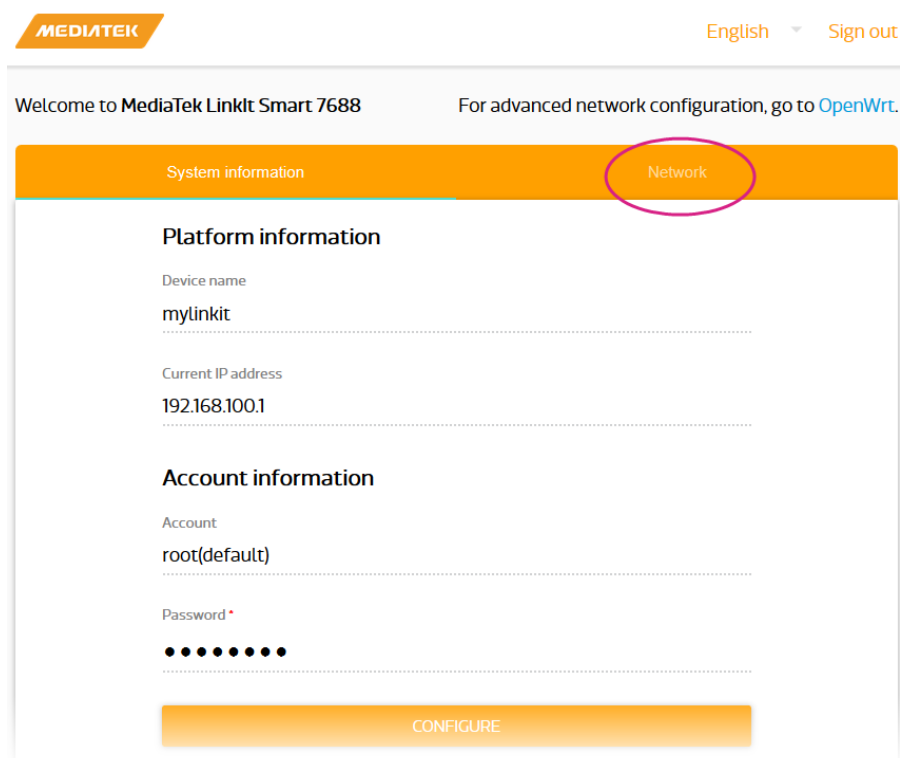 MEDIATEK
English Sign out
Welcome to MediaTek LinkIt Smart 7688 For advanced network configuration, go to OpenWrt.
System information Network
Platform information
Device name
mylinkit
Current IP address
192.168.100.1
Account information
Account
root(default)
Password *
●●●●●●●●
CONFIGURE